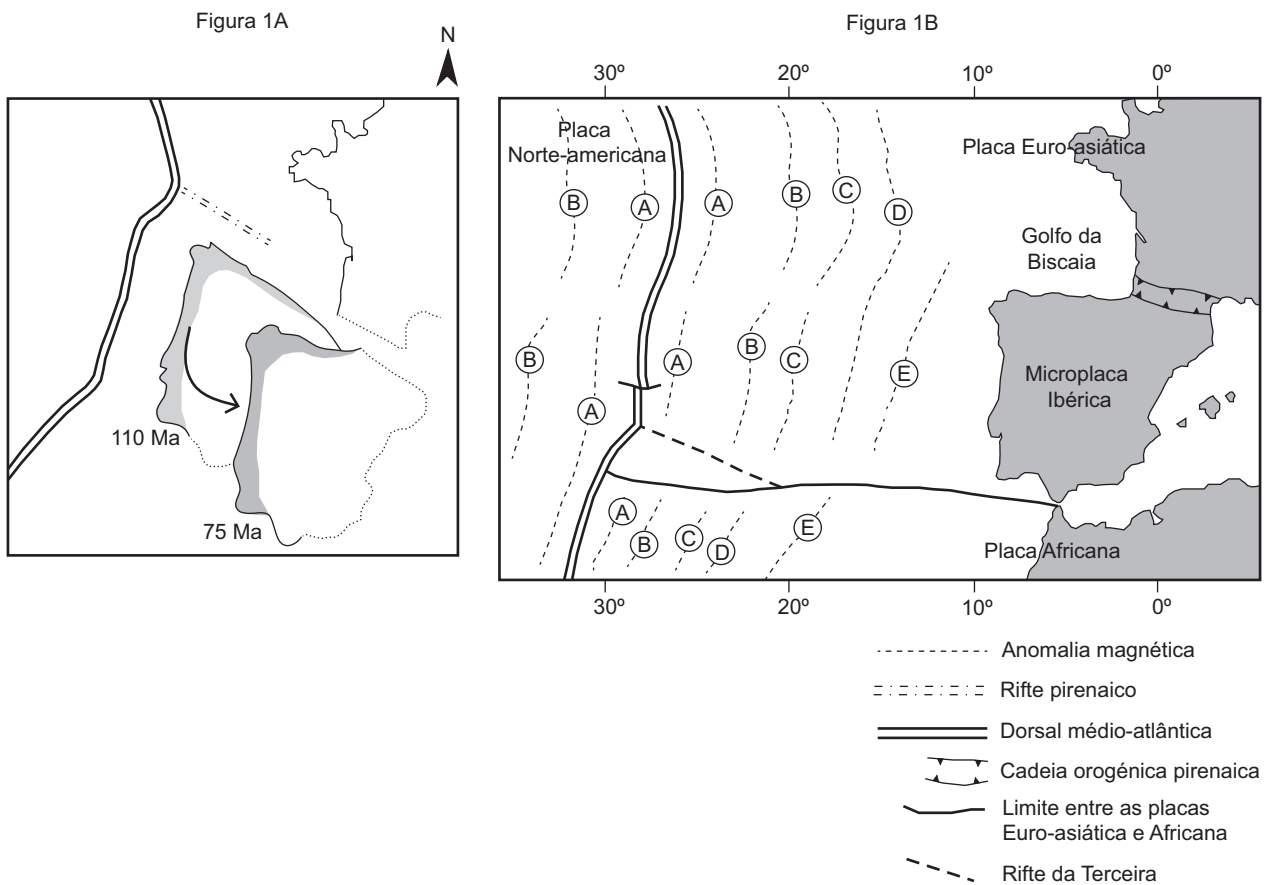 Figura 1A
N
110 Ma
75 Ma
Figura 1B
30º 20º 10º 0º
Placa
Norte-americana
Placa Euro-asiática
B A A B C D
Golfo da
Biscaia
B A A B C E
Microplaca
Ibérica
A B C D E
Placa Africana
30º 20º 10º 0º
Anomalia magnética
Rifte pirenaico
Dorsal médio-atlântica
Cadeia orogénica pirenaica
Limite entre as placas
Euro-asiática e Africana
Rifte da Terceira